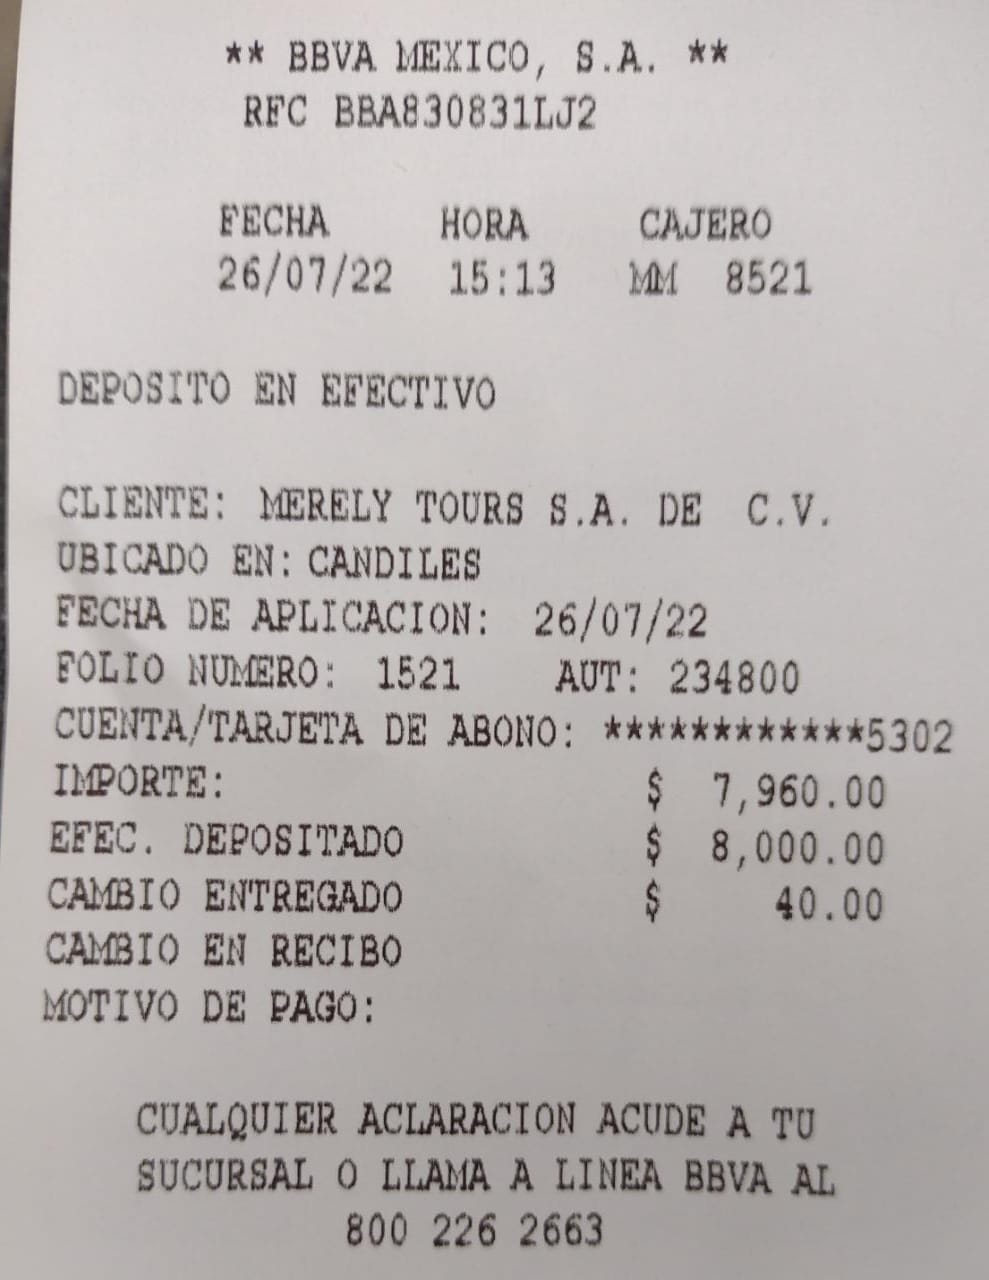 ** BBVA MEXICO, S.A. **
RFC BBA830831LJ2
FECHA HORA CAJERO
26/07/22 15:13 MM 8521
DEPOSITO EN EFECTIVO
CLIENTE: MERELY TOURS S.A. DE C.V.
UBICADO EN: CANDILES
FECHA DE APLICACION: 26/07/22
FOLIO NUMERO: 1521 AUT: 234800
CUENTA/TARJETA DE ABONO: ************5302
IMPORTE: $ 7,960.00
EFEC. DEPOSITADO $ 8,000.00
CAMBIO ENTREGADO $ 40.00
CAMBIO EN RECIBO
MOTIVO DE PAGO:
CUALQUIER ACLARACION ACUDE A TU
SUCURSAL O LLAMA A LINEA BBVA AL
800 226 2663